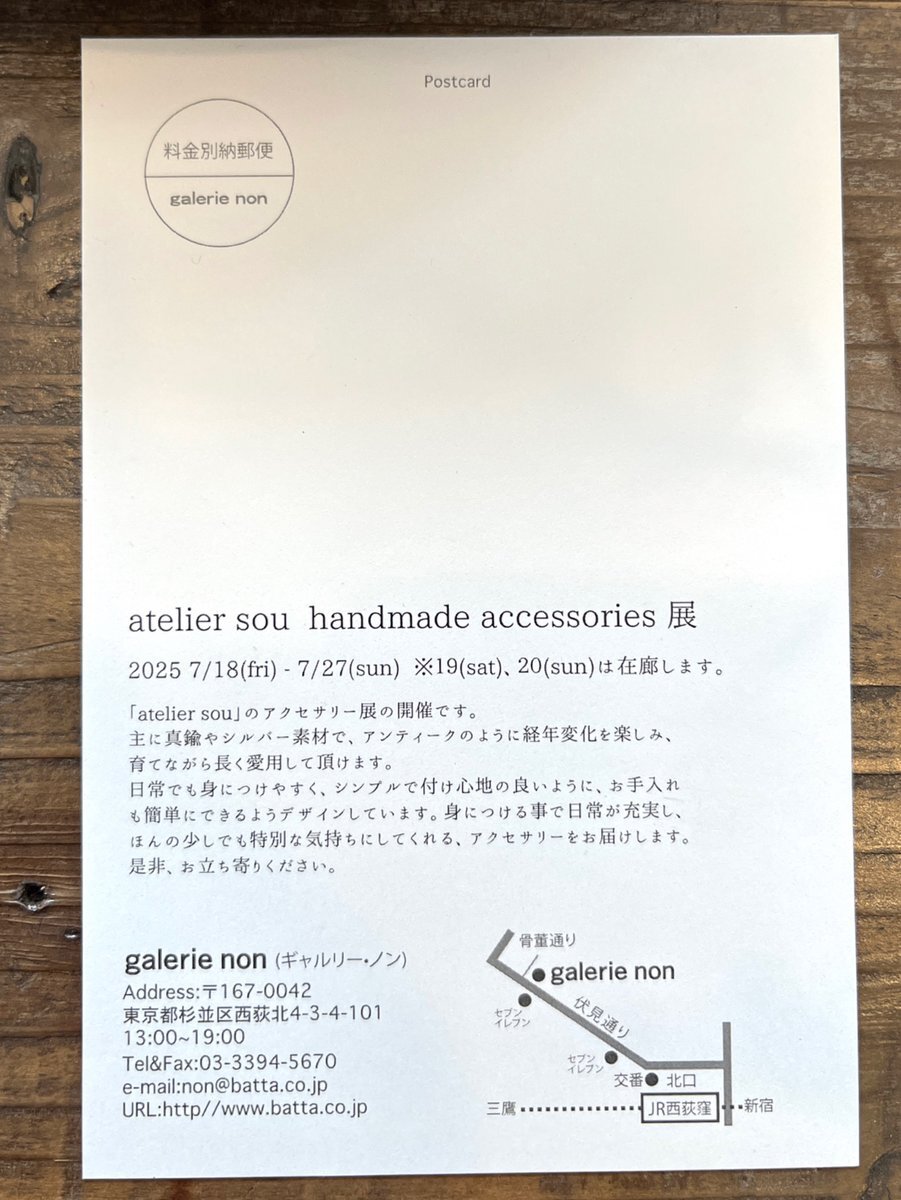 Postcard
料金別納郵便
galerie non
atelier sou handmade accessories 展
2025 7/18(fri) - 7/27(sun) ※19(sat)、20(sun)は在廊します。
「atelier sou」のアクセサリー展の開催です。
主に真鍮やシルバー素材で、アンティークのように経年変化を楽しみ、
育てながら長く愛用して頂けます。
日常でも身につけやすく、シンプルで付け心地の良いように、お手入れ
も簡単にできるようデザインしています。身につける事で日常が充実し、
ほんの少しでも特別な気持ちにしてくれる、アクセサリーをお届けします。
是非、お立ち寄りください。
galerie non (ギャルリー・ノン)
Address:〒167-0042
東京都杉並区西荻北4-3-4-101
13:00~19:00
Tel&Fax:03-3394-5670
e-mail:non@batta.co.jp
URL:http//www.batta.co.jp
骨董通り
galerie non
セブン
イレブン
伏見通り
セブン
イレブン
交番 北口
三鷹 JR西荻窪 新宿